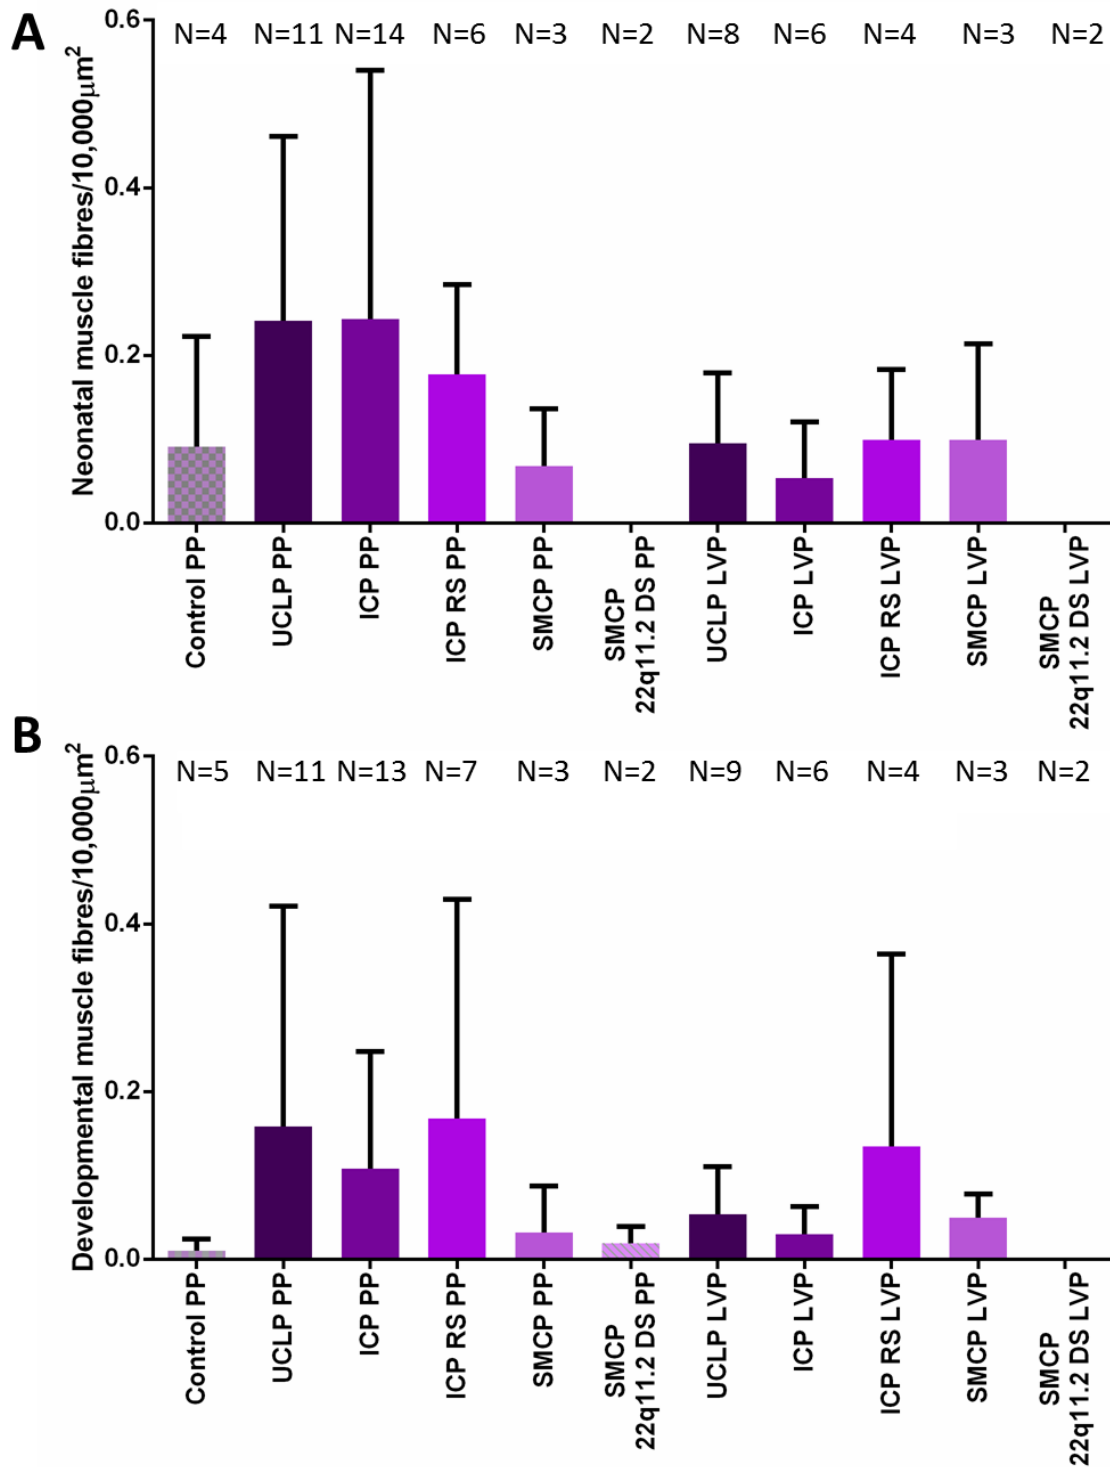 A
N=4 N=11 N=14 N=6 N=3 N=2 N=8 N=6 N=4 N=3 N=2
Neonatal muscle fibres/10,000µm²
0.6
0.4
0.2
0.0
Control PP
UCLP PP
ICP PP
ICP RS PP
SMCP PP
SMCP
22q11.2 DS PP
UCLP LVP
ICP LVP
ICP RS LVP
SMCP LVP
SMCP
22q11.2 DS LVP
B
N=5 N=11 N=13 N=7 N=3 N=2 N=9 N=6 N=4 N=3 N=2
Developmental muscle fibres/10,000µm²
0.6
0.4
0.2
0.0
Control PP
UCLP PP
ICP PP
ICP RS PP
SMCP PP
SMCP
22q11.2 DS PP
UCLP LVP
ICP LVP
ICP RS LVP
SMCP LVP
SMCP
22q11.2 DS LVP